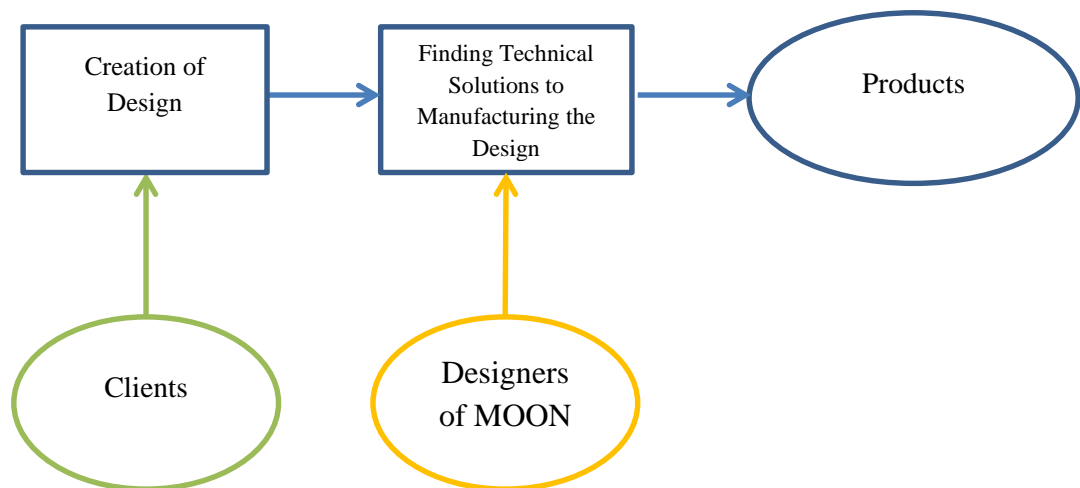 Creation of
Design
Finding Technical
Solutions to
Manufacturing the
Design
Products
Clients
Designers
of MOON